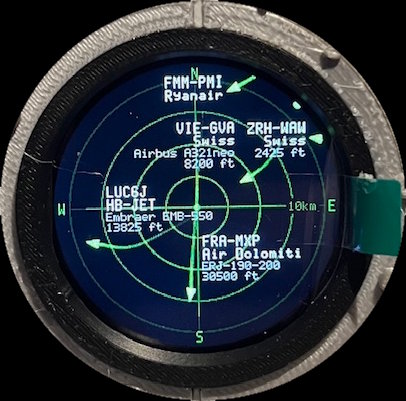 N
FMM-PMI
Ryanair
VIE-GVA
Swiss
Airbus A321neo
8200 ft
ZRH-WAW
Swiss
2425 ft
LUC6J
HB-JET
Embraer EMB-550
13825 ft
W
10km
E
FRA-MXP
Air Dolomiti
ERJ-190-200
30500 ft
S